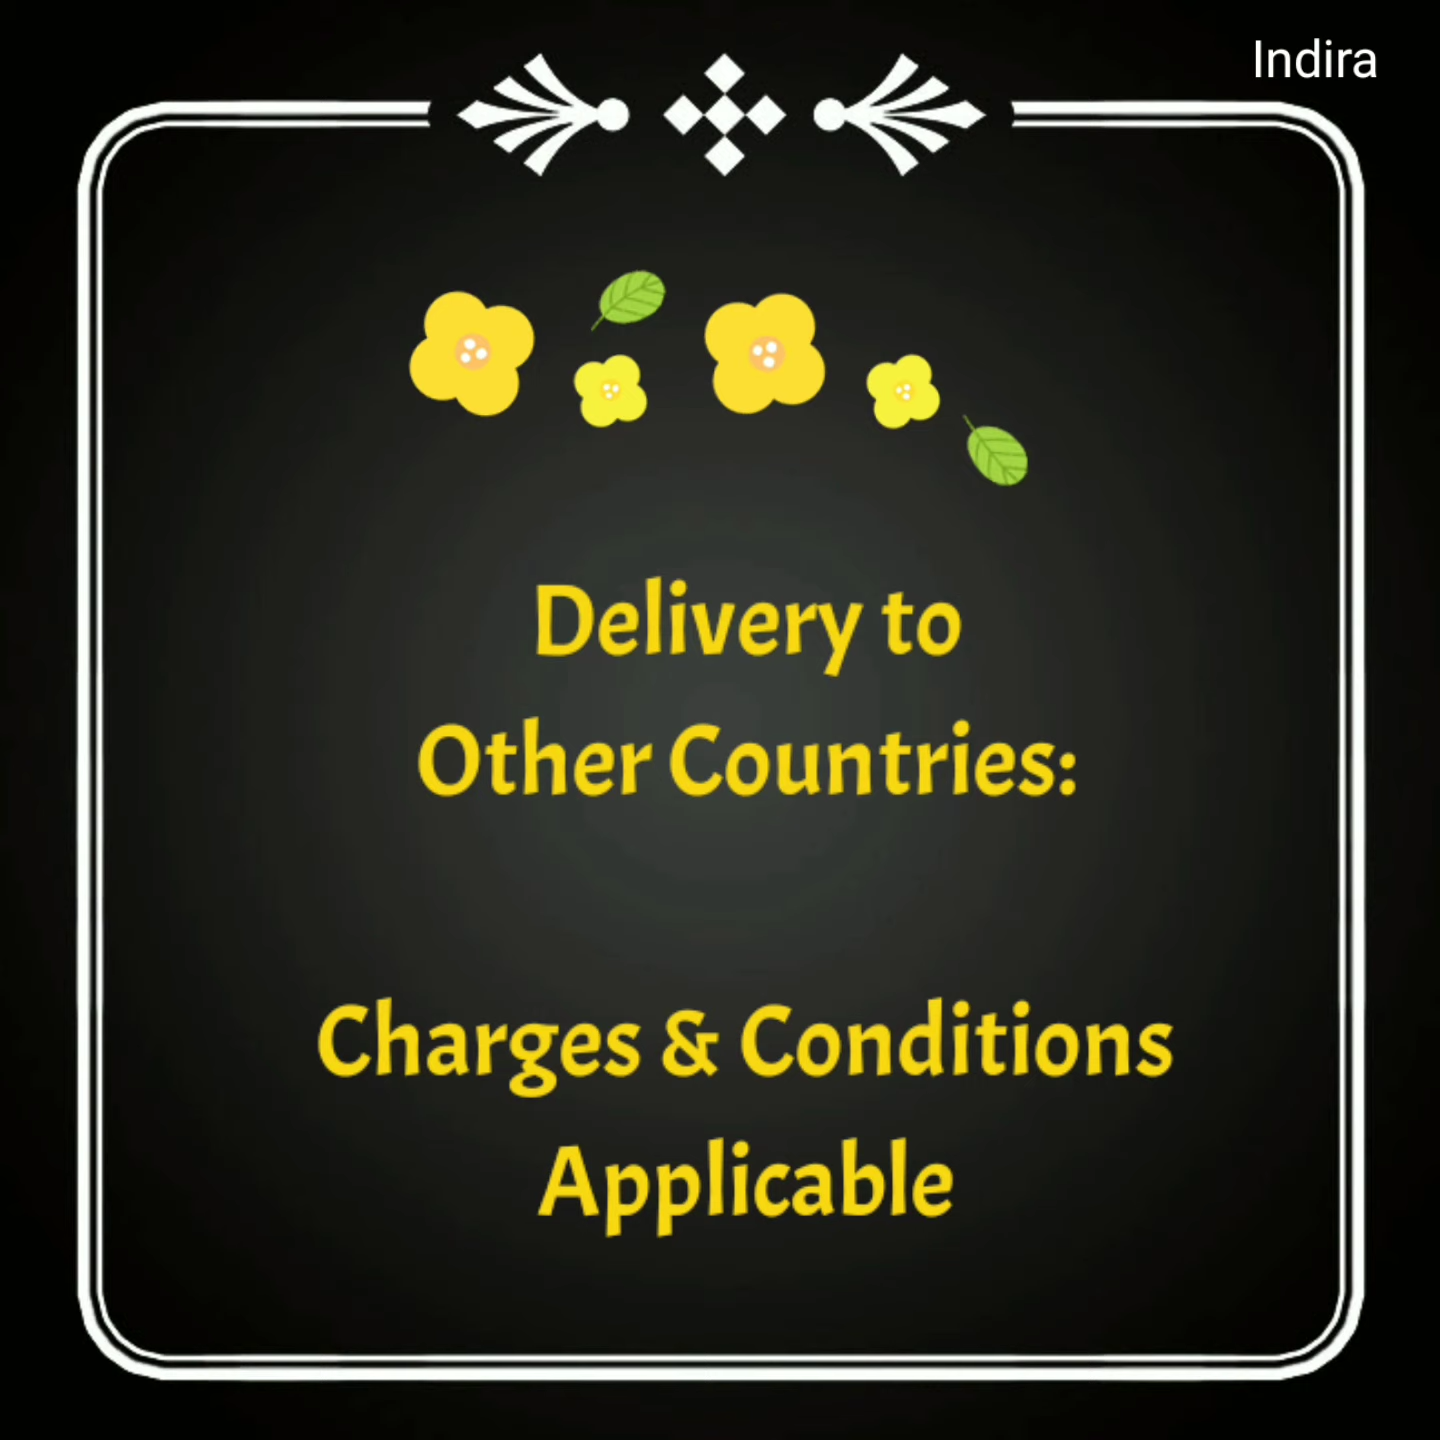 Indira
Delivery to
Other Countries:
Charges & Conditions
Applicable